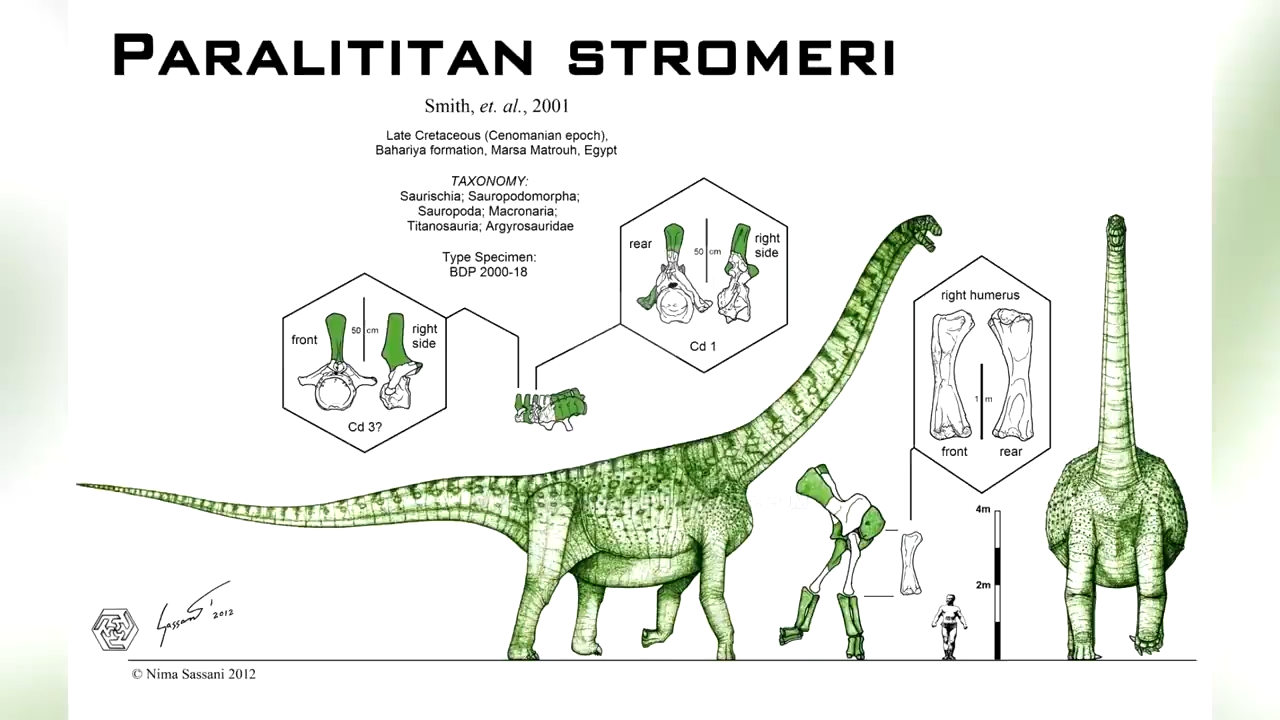 PARALITITAN STROMERI
Smith, et. al., 2001
Late Cretaceous (Cenomanian epoch),
Bahariya formation, Marsa Matrouh, Egypt
TAXONOMY:
Saurischia; Sauropodomorpha;
Sauropoda; Macronaria;
Titanosauria; Argyrosauridae
Type Specimen:
BDP 2000-18
rear
50 cm
right
side
Cd 1
front
50 cm
right
side
Cd 3?
right humerus
1 m
front
rear
4m
2m
Sassani
2012
© Nima Sassani 2012